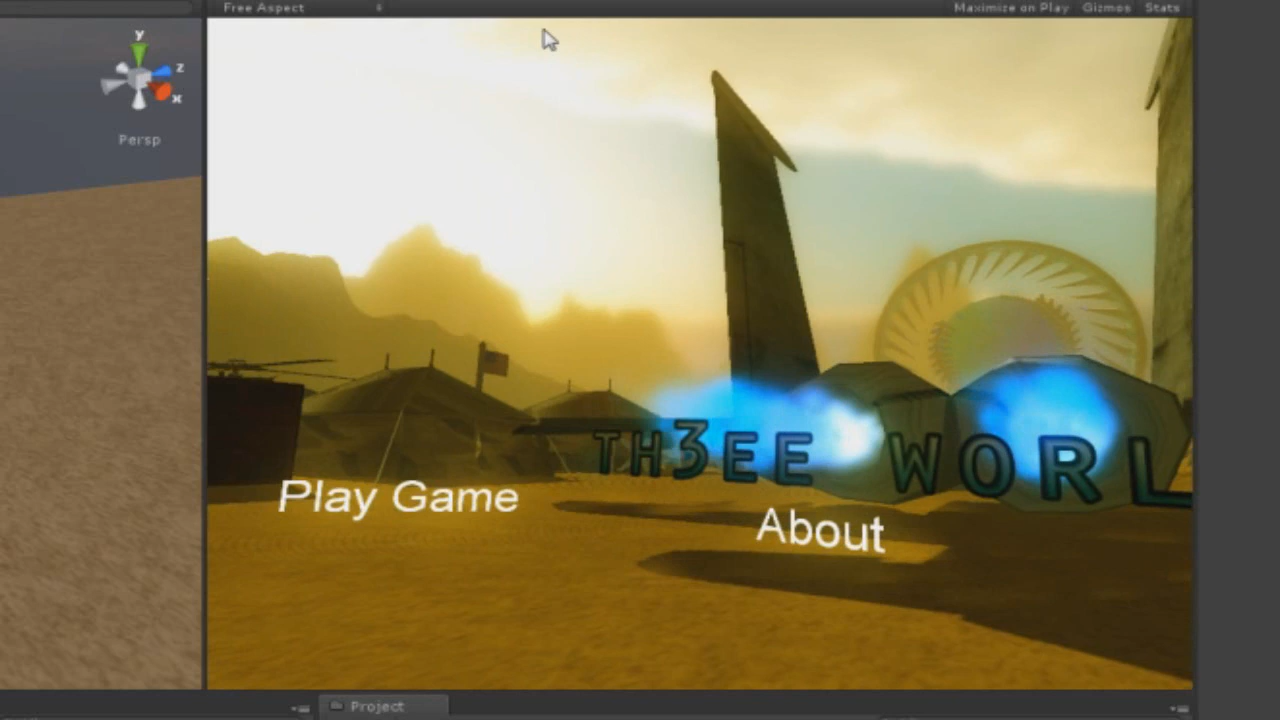 Free Aspect
Maximize on Play Gizmos Stats
y
z
x
Persp
TH3EE WORL
Play Game
About
Project